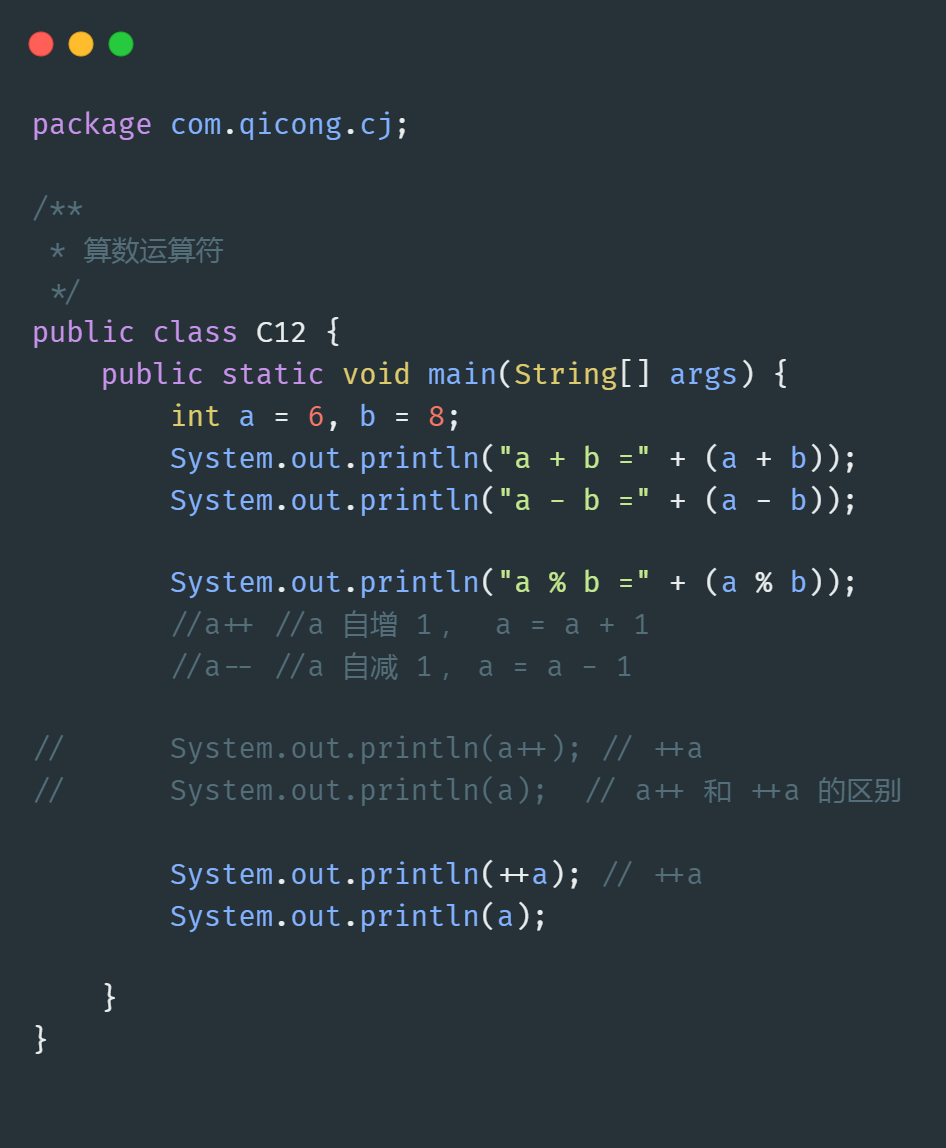 package com.qicong.cj;
/**
 * 算数运算符
 */
public class C12 {
    public static void main(String[] args) {
        int a = 6, b = 8;
        System.out.println("a + b =" + (a + b));
        System.out.println("a - b =" + (a - b));
        System.out.println("a % b =" + (a % b));
        //a++ //a 自增 1， a = a + 1
        //a-- //a 自减 1, a = a - 1
//      System.out.println(a++); // ++a
//      System.out.println(a);  // a++ 和 ++a 的区别
        System.out.println(++a); // ++a
        System.out.println(a);
    }
}